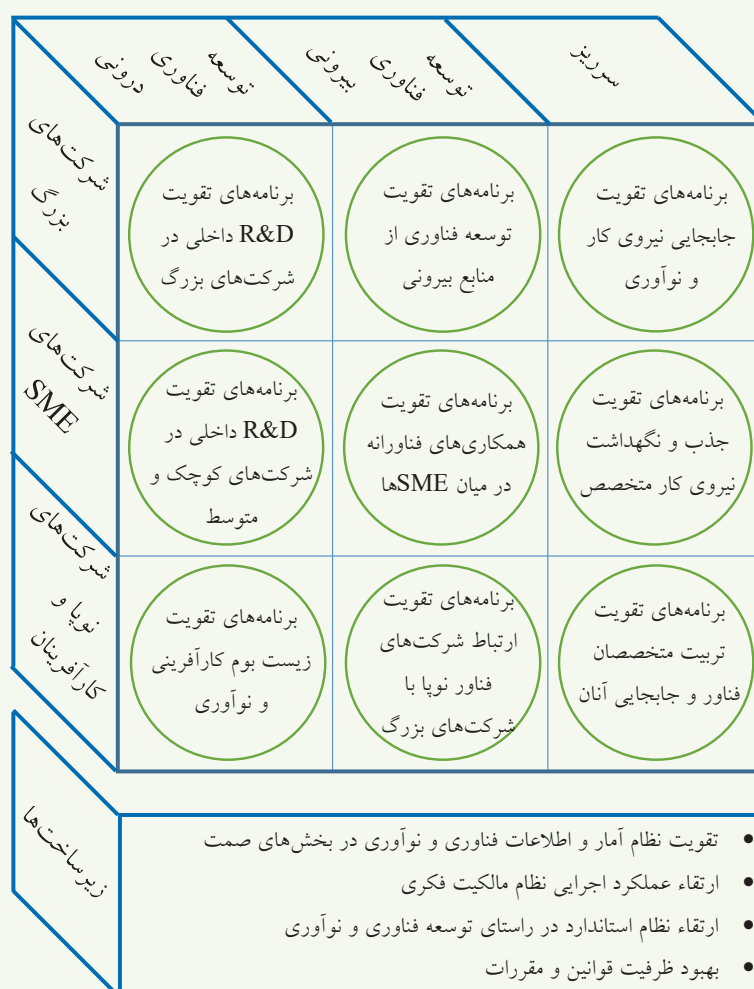 سرریز
توسعه
فناوری
بیرونی
توسعه
فناوری
درونی
شرکت‌های
بزرگ
برنامه‌های تقویت
جابجایی نیروی کار
و نوآوری
برنامه‌های تقویت
توسعه فناوری از
منابع بیرونی
برنامه‌های تقویت
R&D داخلی در
شرکت‌های بزرگ
شرکت‌های
SME
برنامه‌های تقویت
جذب و نگهداشت
نیروی کار متخصص
برنامه‌های تقویت
همکاری‌های فناورانه
در میان SMEها
برنامه‌های تقویت
R&D داخلی در
شرکت‌های کوچک و
متوسط
شرکت‌های
نوپا و
کارآفرینان
برنامه‌های تقویت
تربیت متخصصان
فناور و جابجایی آنان
برنامه‌های تقویت
ارتباط شرکت‌های
فناور نوپا با
شرکت‌های بزرگ
برنامه‌های تقویت
زیست بوم کارآفرینی
و نوآوری
زیرساخت‌ها
• تقویت نظام آمار و اطلاعات فناوری و نوآوری در بخش‌های صمت
• ارتقاء عملکرد اجرایی نظام مالکیت فکری
• ارتقاء نظام استاندارد در راستای توسعه فناوری و نوآوری
• بهبود ظرفیت قوانین و مقررات